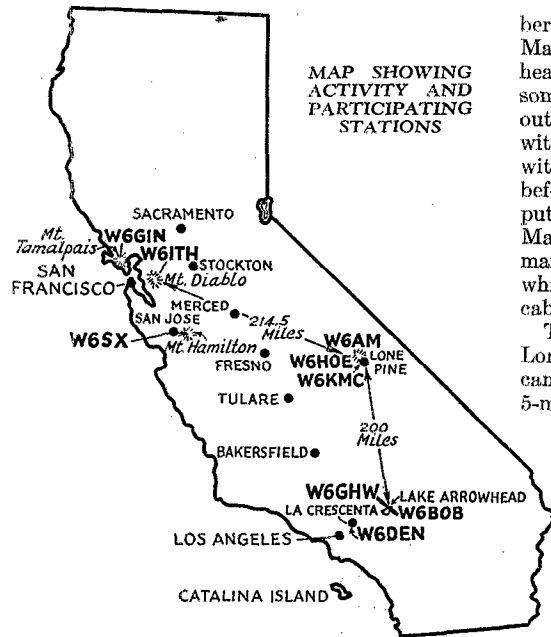 MAP SHOWING
ACTIVITY AND
PARTICIPATING
STATIONS
SACRAMENTO
Mt.
Tamalpais
W6GIN
W6ITH
STOCKTON
Mt. Diablo
SAN
FRANCISCO
MERCED
214.5
Miles
SAN JOSE
W6SX
Mt. Hamilton
FRESNO
W6AM
W6HOE
W6KMC
LONE
PINE
TULARE
200
Miles
BAKERSFIELD
W6GHW
LAKE ARROWHEAD
LA CRESCENTA
W6BOB
W6DEN
LOS ANGELES
CATALINA ISLAND
ber
Ma
hea
som
out
wit
wit
bef
put
Ma
mar
whi
cab
T
Lor
can
5-m